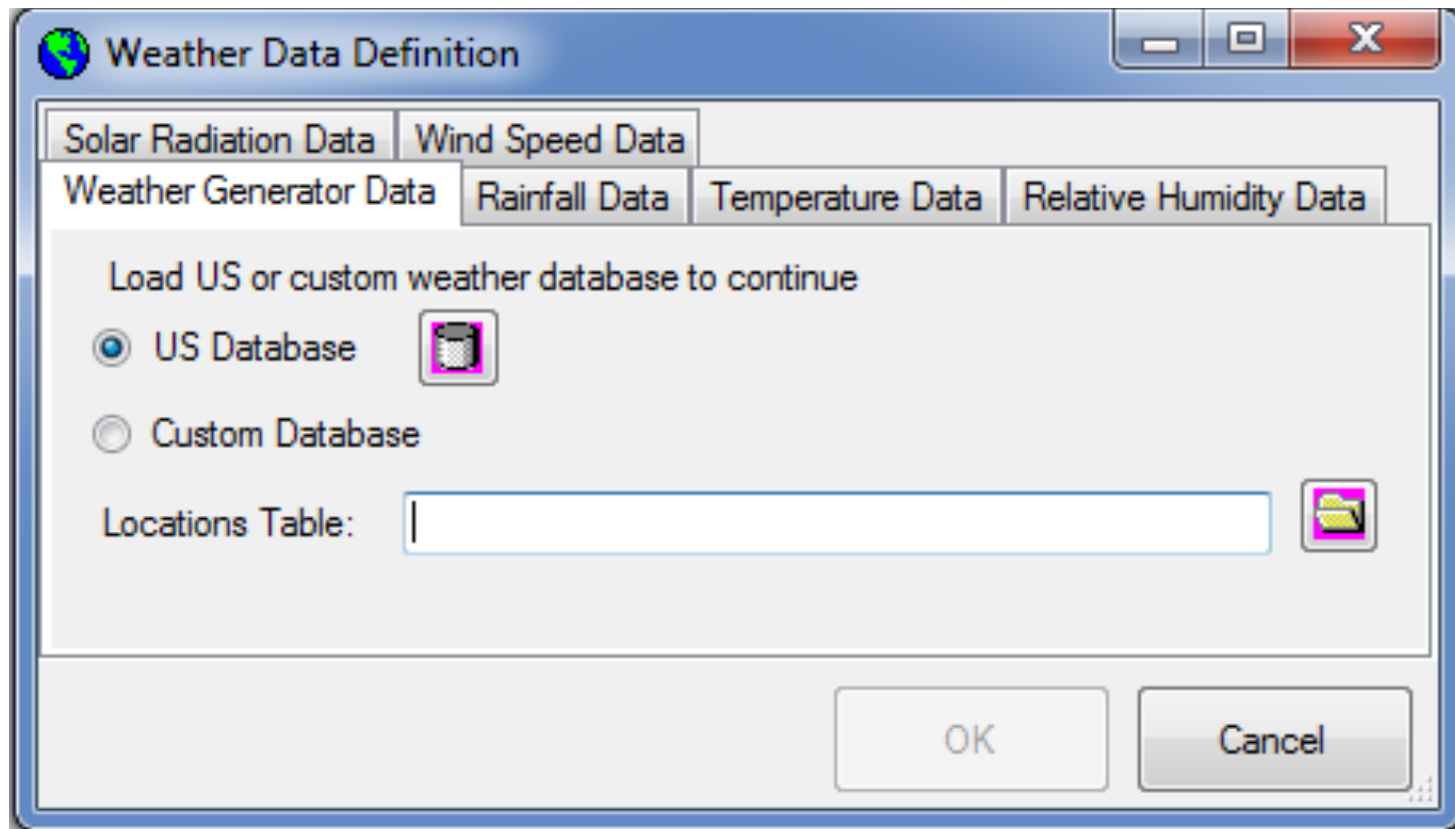 Weather Data Definition
Solar Radiation Data Wind Speed Data
Weather Generator Data Rainfall Data Temperature Data Relative Humidity Data
Load US or custom weather database to continue
US Database
Custom Database
Locations Table:
OK Cancel